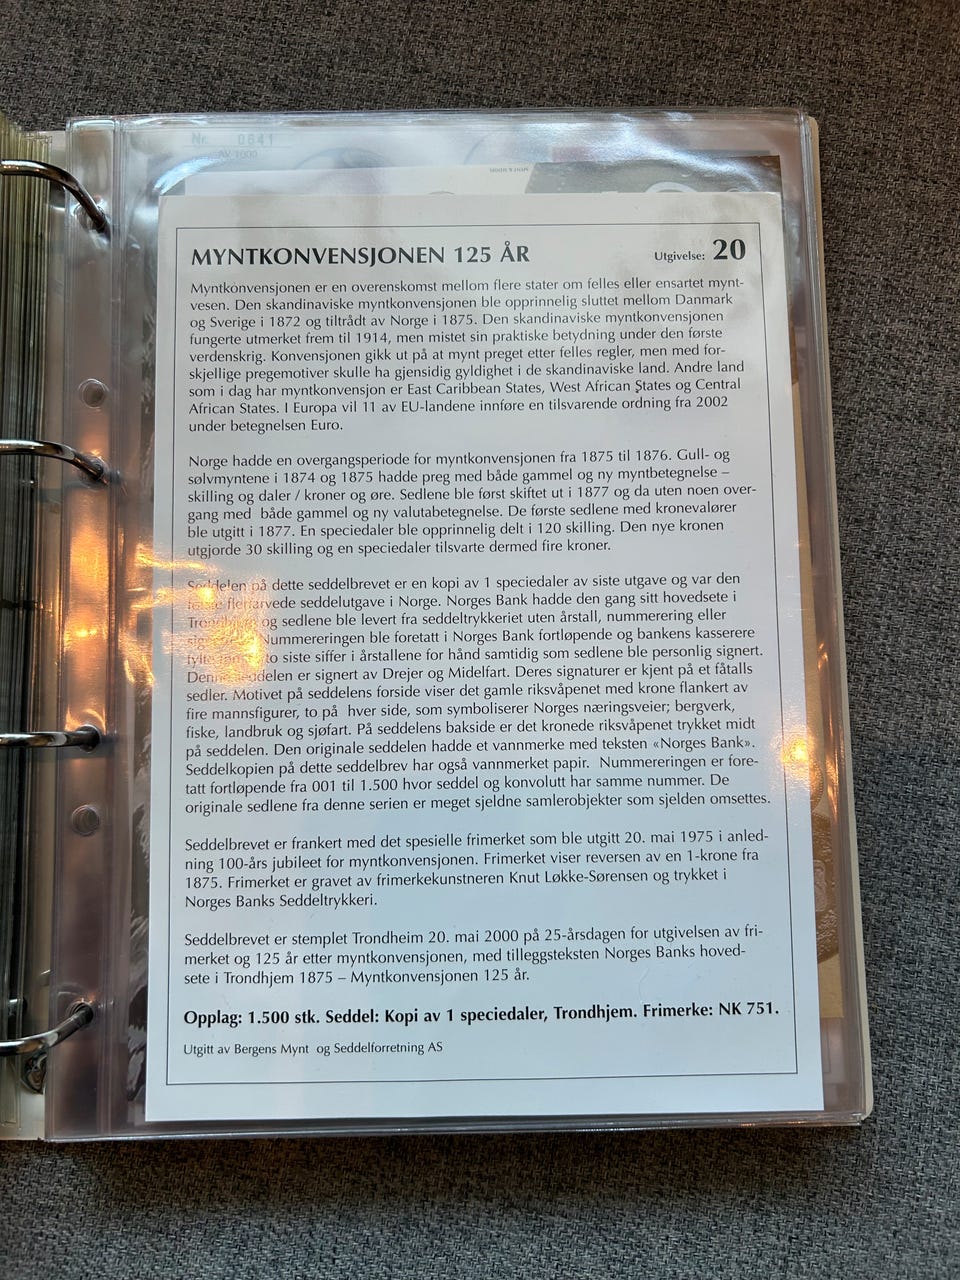 Nr. 0641
MYNTKONVENSJONEN 125 ÅR Utgivelse: 20
Myntkonvensjonen er en overenskomst mellom flere stater om felles eller ensartet mynt-
vesen. Den skandinaviske myntkonvensjonen ble opprinnelig sluttet mellom Danmark
og Sverige i 1872 og tiltrådt av Norge i 1875. Den skandinaviske myntkonvensjonen
fungerte utmerket frem til 1914, men mistet sin praktiske betydning under den første
verdenskrig. Konvensjonen gikk ut på at mynt preget etter felles regler, men med for-
skjellige pregemotiver skulle ha gjensidig gyldighet i de skandinaviske land. Andre land
som i dag har myntkonvensjon er East Caribbean States, West African States og Central
African States. I Europa vil 11 av EU-landene innføre en tilsvarende ordning fra 2002
under betegnelsen Euro.
Norge hadde en overgangsperiode for myntkonvensjonen fra 1875 til 1876. Gull- og
sølvmyntene i 1874 og 1875 hadde preg med både gammel og ny myntbetegnelse –
skilling og daler / kroner og øre. Sedlene ble først skiftet ut i 1877 og da uten noen over-
gang med både gammel og ny valutabetegnelse. De første sedlene med kronevalører
ble utgitt i 1877. En speciedaler ble opprinnelig delt i 120 skilling. Den nye kronen
utgjorde 30 skilling og en speciedaler tilsvarte dermed fire kroner.
Seddelen på dette seddelbrevet er en kopi av 1 speciedaler av siste utgave og var den
første flerfarvede seddelutgave i Norge. Norges Bank hadde den gang sitt hovedsete i
Trondhjem og sedlene ble levert fra seddeltrykkeriet uten årstall, nummerering eller
Nummereringen ble foretatt i Norges Bank fortløpende og bankens kasserere
to siste siffer i årstallene for hånd samtidig som sedlene ble personlig signert.
Denne seddelen er signert av Drejer og Midelfart. Deres signaturer er kjent på et fåtalls
sedler. Motivet på seddelens forside viser det gamle riksvåpenet med krone flankert av
fire mannsfigurer, to på hver side, som symboliserer Norges næringsveier; bergverk,
fiske, landbruk og sjøfart. På seddelens bakside er det kronede riksvåpenet trykket midt
på seddelen. Den originale seddelen hadde et vannmerke med teksten «Norges Bank».
Seddelkopien på dette seddelbrev har også vannmerket papir. Nummereringen er fore-
tatt fortløpende fra 001 til 1.500 hvor seddel og konvolutt har samme nummer. De
originale sedlene fra denne serien er meget sjeldne samlerobjekter som sjelden omsettes.
Seddelbrevet er frankert med det spesielle frimerket som ble utgitt 20. mai 1975 i anled-
ning 100-års jubileet for myntkonvensjonen. Frimerket viser reversen av en 1-krone fra
1875. Frimerket er gravet av frimerkekunstneren Knut Løkke-Sørensen og trykket i
Norges Banks Seddeltrykkeri.
Seddelbrevet er stemplet Trondheim 20. mai 2000 på 25-årsdagen for utgivelsen av fri-
merket og 125 år etter myntkonvensjonen, med tilleggsteksten Norges Banks hoved-
sete i Trondhjem 1875 – Myntkonvensjonen 125 år.
Opplag: 1.500 stk. Seddel: Kopi av 1 speciedaler, Trondhjem. Frimerke: NK 751.
Utgitt av Bergens Mynt og Seddelforretning AS